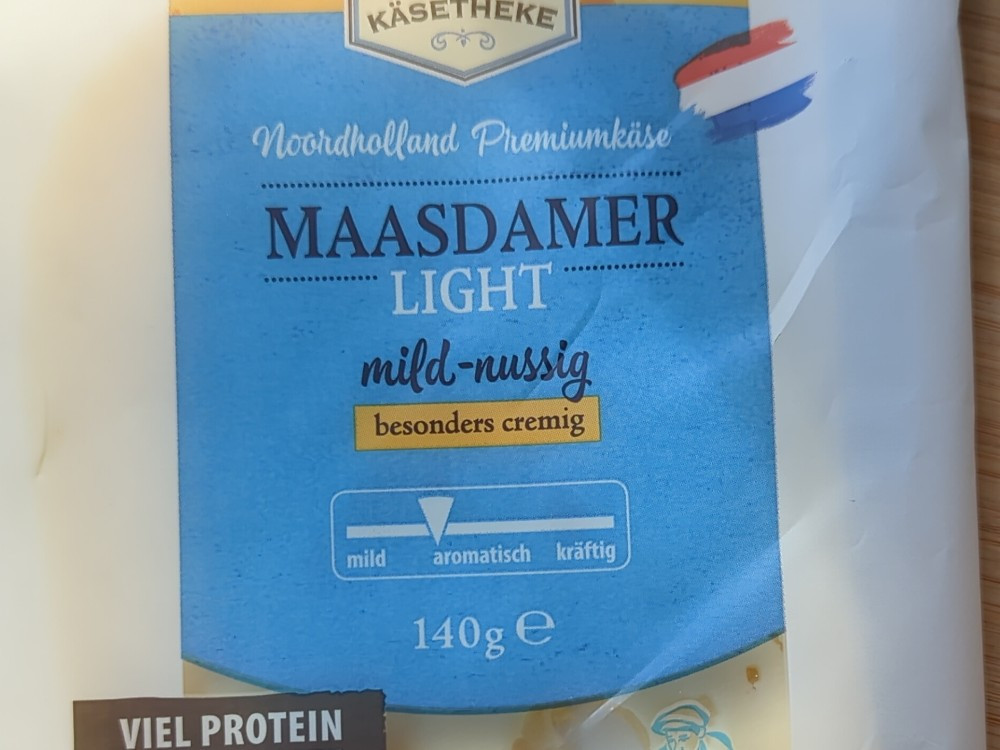 KÄSETHEKE
Noordholland Premiumkäse
MAASDAMER
LIGHT
mild-nussig
besonders cremig
mild aromatisch kräftig
140g ℮
VIEL PROTEIN